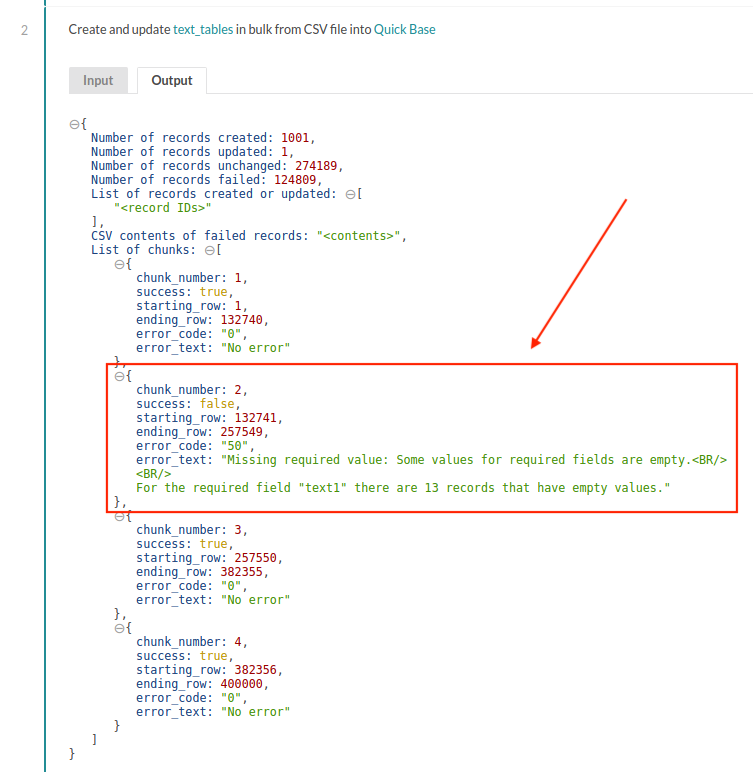 2
Create and update text_tables in bulk from CSV file into Quick Base
Input
Output
{
Number of records created: 1001,
Number of records updated: 1,
Number of records unchanged: 274189,
Number of records failed: 124809,
List of records created or updated: [
"<record IDs>"
],
CSV contents of failed records: "<contents>",
List of chunks: [
{
chunk_number: 1,
success: true,
starting_row: 1,
ending_row: 132740,
error_code: "0",
error_text: "No error"
},
{
chunk_number: 2,
success: false,
starting_row: 132741,
ending_row: 257549,
error_code: "50",
error_text: "Missing required value: Some values for required fields are empty.<BR/>
<BR/>
For the required field "text1" there are 13 records that have empty values."
},
{
chunk_number: 3,
success: true,
starting_row: 257550,
ending_row: 382355,
error_code: "0",
error_text: "No error"
},
{
chunk_number: 4,
success: true,
starting_row: 382356,
ending_row: 400000,
error_code: "0",
error_text: "No error"
}
]
}